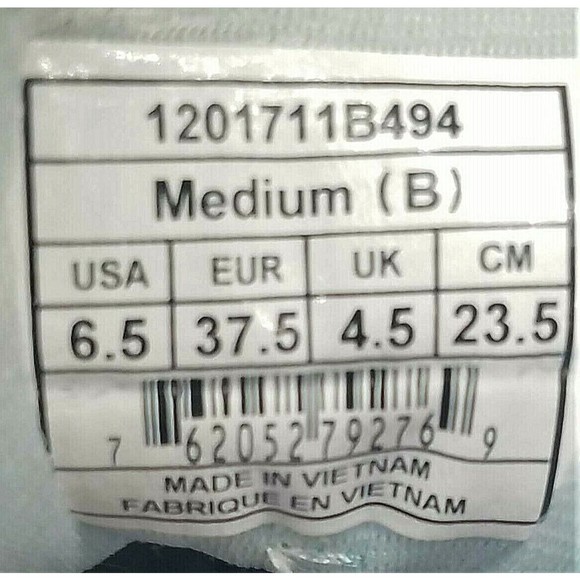 1201711B494
Medium (B)
USA EUR UK CM
6.5 37.5 4.5 23.5
7 62052 79276 9
MADE IN VIETNAM
FABRIQUE EN VIETNAM